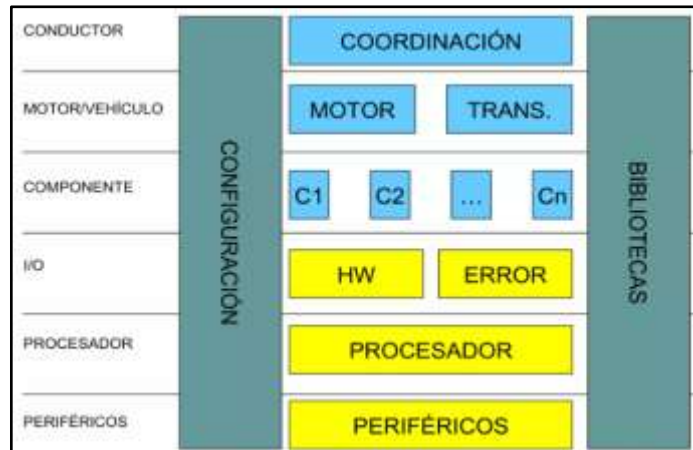 CONDUCTOR
COORDINACIÓN
MOTOR/VEHÍCULO
MOTOR
TRANS.
COMPONENTE
C1
C2
...
Cn
I/O
HW
ERROR
PROCESADOR
PROCESADOR
PERIFÉRICOS
PERIFÉRICOS
CONFIGURACIÓN
BIBLIOTECAS